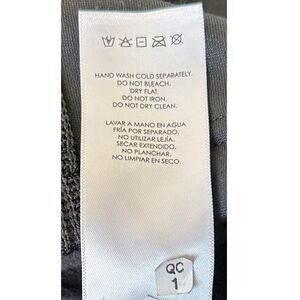 HAND WASH COLD SEPARATELY.
DO NOT BLEACH.
DRY FLAT.
DO NOT IRON.
DO NOT DRY CLEAN.
LAVAR A MANO EN AGUA
FRÍA POR SEPARADO.
NO UTILIZAR LEJÍA.
SECAR EXTENDIDO.
NO PLANCHAR.
NO LIMPIAR EN SECO.
QC
1